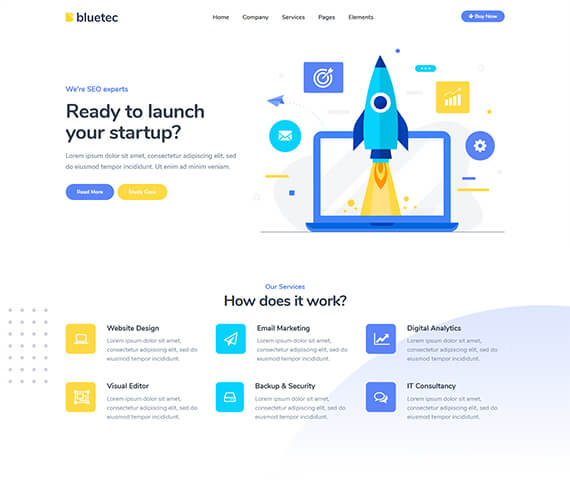 bluetec
Home Company Services Pages Elements
Buy Now
We're SEO experts
Ready to launch
your startup?
Lorem ipsum dolor sit amet, consectetur adipiscing elit, sed
do eiusmod tempor incididunt. Ut enim ad minim veniam.
Read More
Study Case
Our Services
How does it work?
Website Design
Lorem ipsum dolor sit amet,
consectetur adipiscing elit, sed do
eiusmod tempor incididunt.
Email Marketing
Lorem ipsum dolor sit amet,
consectetur adipiscing elit, sed do
eiusmod tempor incididunt.
Digital Analytics
Lorem ipsum dolor sit amet,
consectetur adipiscing elit, sed do
eiusmod tempor incididunt.
Visual Editor
Lorem ipsum dolor sit amet,
consectetur adipiscing elit, sed do
eiusmod tempor incididunt.
Backup & Security
Lorem ipsum dolor sit amet,
consectetur adipiscing elit, sed do
eiusmod tempor incididunt.
IT Consultancy
Lorem ipsum dolor sit amet,
consectetur adipiscing elit, sed do
eiusmod tempor incididunt.